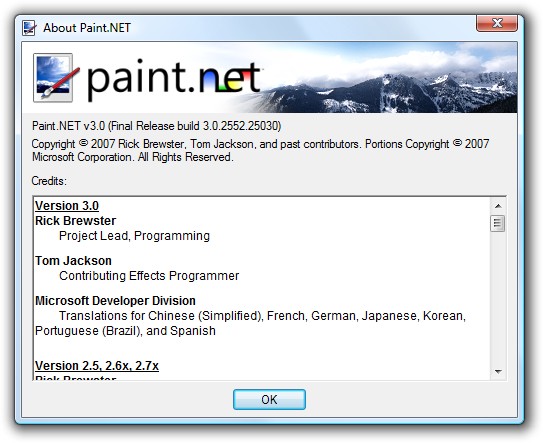 About Paint.NET
paint.net
Paint.NET v3.0 (Final Release build 3.0.2552.25030)
Copyright © 2007 Rick Brewster, Tom Jackson, and past contributors. Portions Copyright © 2007
Microsoft Corporation. All Rights Reserved.
Credits:
Version 3.0
Rick Brewster
Project Lead, Programming
Tom Jackson
Contributing Effects Programmer
Microsoft Developer Division
Translations for Chinese (Simplified), French, German, Japanese, Korean,
Portuguese (Brazil), and Spanish
Version 2.5, 2.6x, 2.7x
Rick Brewster
OK